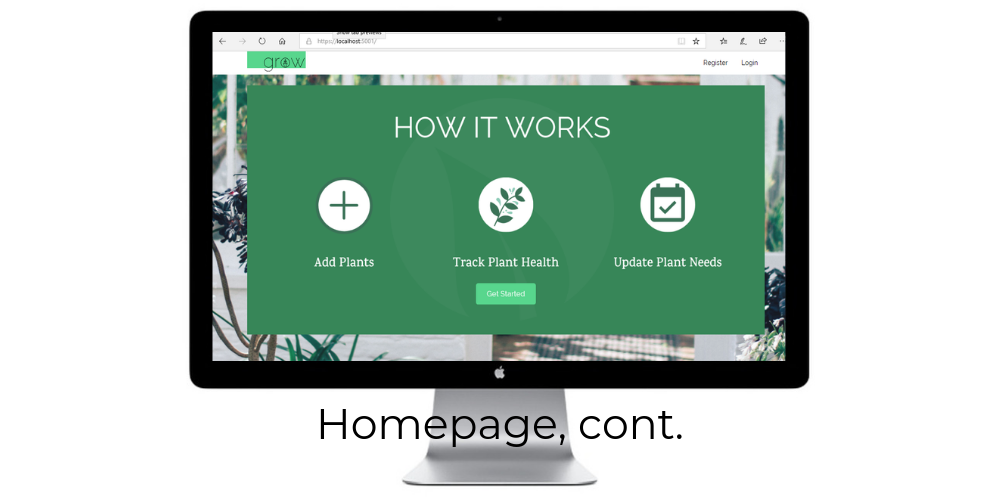 Show tab previews
https://localhost:5001/
grow
Register
Login
HOW IT WORKS
Add Plants
Track Plant Health
Update Plant Needs
Get Started
Homepage, cont.